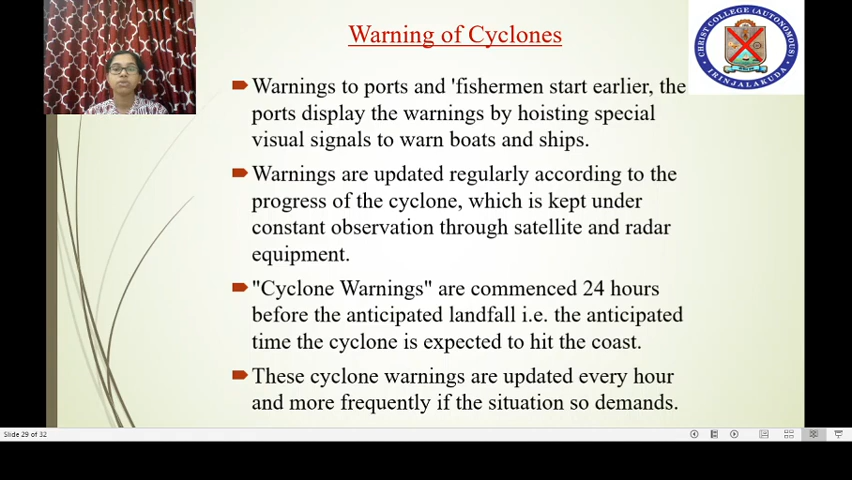 Warning of Cyclones
CHRIST COLLEGE (AUTONOMOUS)
IRINJALAKUDA
Warnings to ports and 'fishermen start earlier, the
ports display the warnings by hoisting special
visual signals to warn boats and ships.
Warnings are updated regularly according to the
progress of the cyclone, which is kept under
constant observation through satellite and radar
equipment.
"Cyclone Warnings" are commenced 24 hours
before the anticipated landfall i.e. the anticipated
time the cyclone is expected to hit the coast.
These cyclone warnings are updated every hour
and more frequently if the situation so demands.
Slide 29 of 32